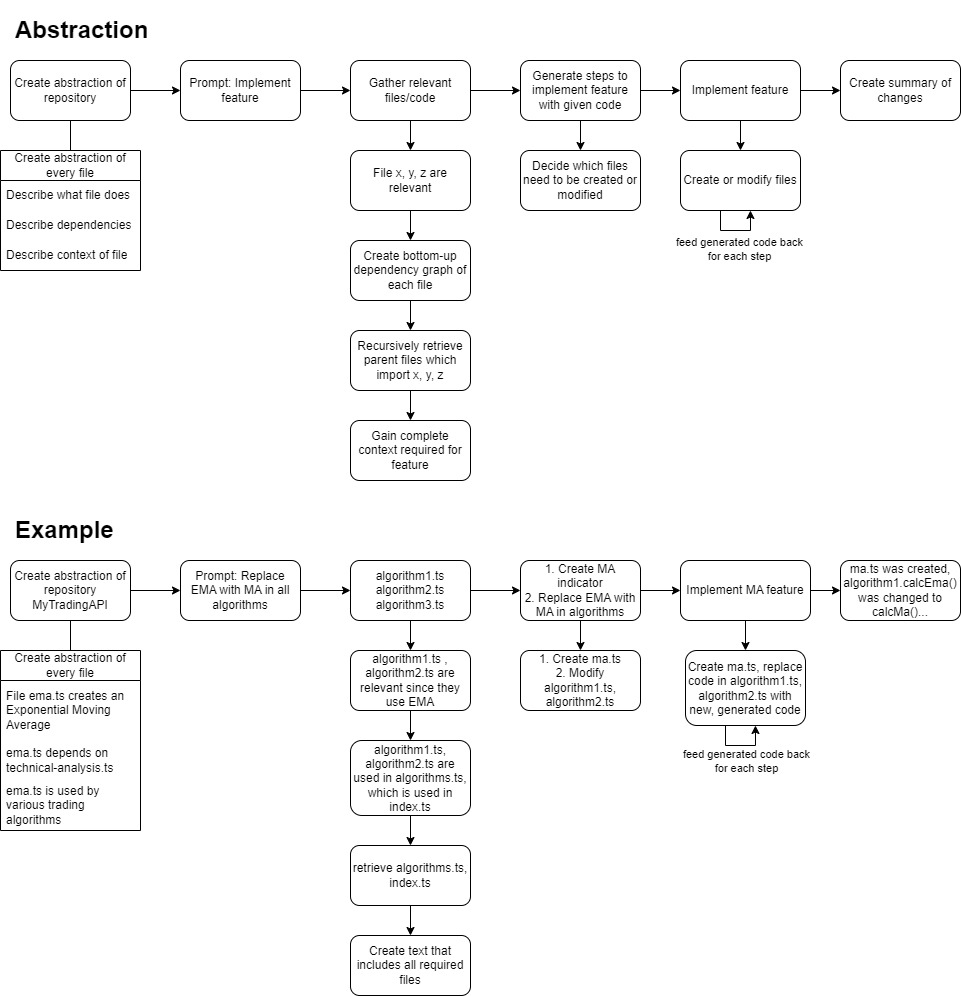 Abstraction
Create abstraction of
repository
Prompt: Implement
feature
Gather relevant
files/code
Generate steps to
implement feature
with given code
Implement feature
Create summary of
changes
Create abstraction of
every file
Describe what file does
Describe dependencies
Describe context of file
File x, y, z are
relevant
Decide which files
need to be created or
modified
Create or modify files
feed generated code back
for each step
Create bottom-up
dependency graph of
each file
Recursively retrieve
parent files which
import x, y, z
Gain complete
context required for
feature
Example
Create abstraction of
repository
MyTradingAPI
Prompt: Replace
EMA with MA in all
algorithms
algorithm1.ts
algorithm2.ts
algorithm3.ts
1. Create MA
indicator
2. Replace EMA with
MA in algorithms
Implement MA feature
ma.ts was created,
algorithm1.calcEma()
was changed to
calcMa()...
Create abstraction of
every file
File ema.ts creates an
Exponential Moving
Average
ema.ts depends on
technical-analysis.ts
ema.ts is used by
various trading
algorithms
algorithm1.ts ,
algorithm2.ts are
relevant since they
use EMA
1. Create ma.ts
2. Modify
algorithm1.ts,
algorithm2.ts
Create ma.ts, replace
code in algorithm1.ts,
algorithm2.ts with
new, generated code
feed generated code back
for each step
algorithm1.ts,
algorithm2.ts are
used in algorithms.ts,
which is used in
index.ts
retrieve algorithms.ts,
index.ts
Create text that
includes all required
files